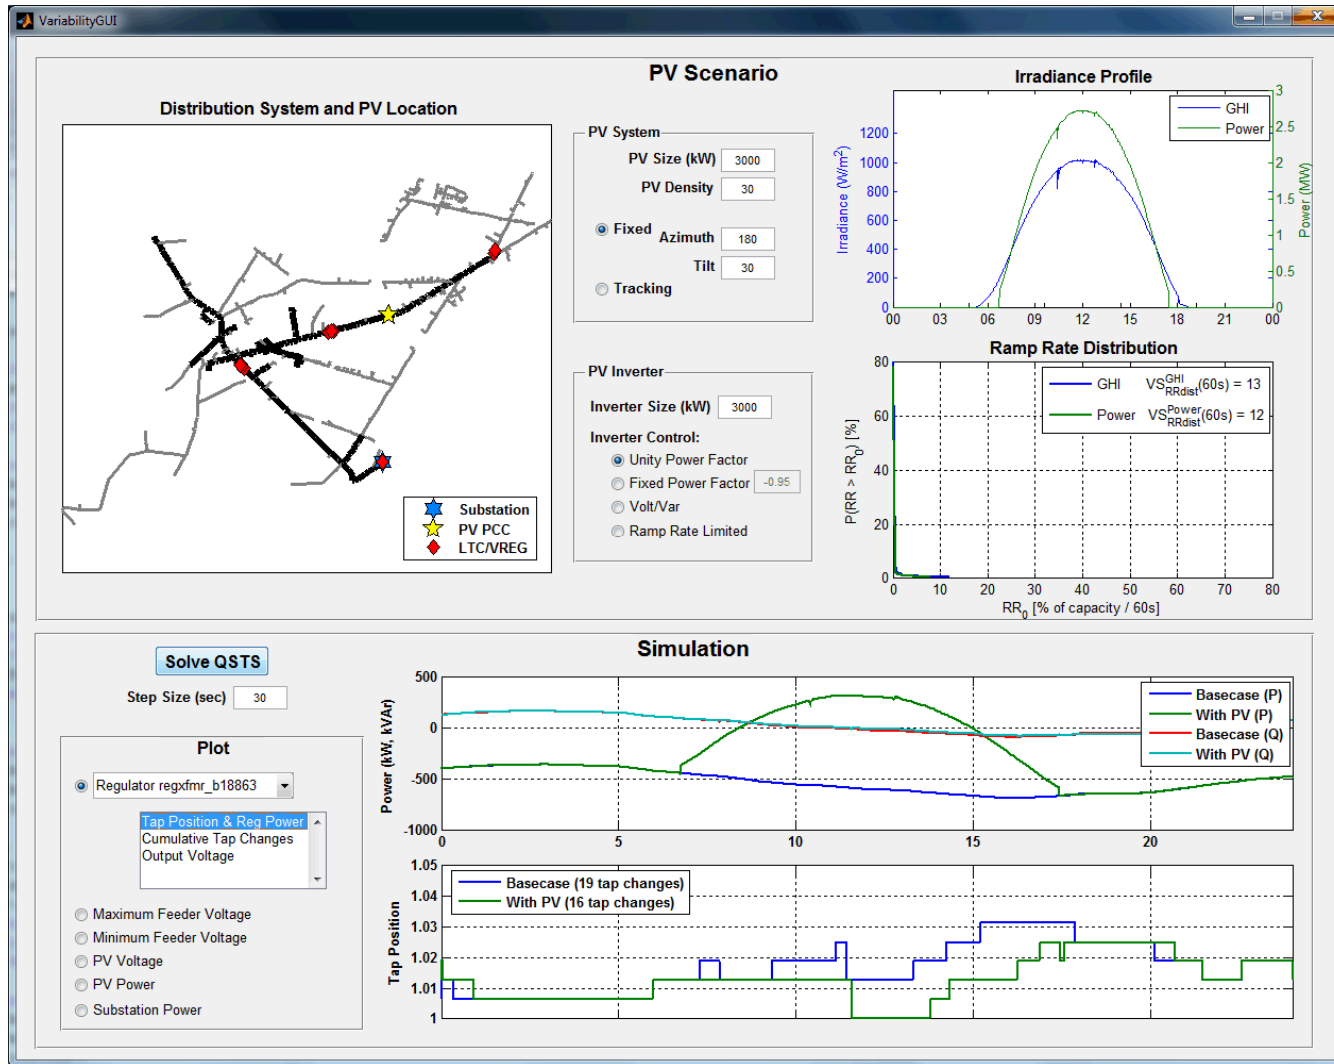 VariabilityGUI
PV Scenario
Distribution System and PV Location
Substation
PV PCC
LTC/VREG
PV System
PV Size (kW) 3000
PV Density 30
Fixed
Azimuth 180
Tilt 30
Tracking
PV Inverter
Inverter Size (kW) 3000
Inverter Control:
Unity Power Factor
Fixed Power Factor -0.95
Volt/Var
Ramp Rate Limited
Irradiance Profile
GHI
Power
Irradiance (W/m²)
1200
1000
800
600
400
200
0
00 03 06 09 12 15 18 21 00
Power (MW)
3
2.5
2
1.5
1
0.5
0
Ramp Rate Distribution
GHI VS_RRdist^GHI(60s) = 13
Power VS_RRdist^Power(60s) = 12
P(RR > RR₀) [%]
80
60
40
20
0
0 10 20 30 40 50 60 70 80
RR₀ [% of capacity / 60s]
Solve QSTS
Step Size (sec) 30
Plot
Regulator regxfmr_b18863
Tap Position & Reg Power
Cumulative Tap Changes
Output Voltage
Maximum Feeder Voltage
Minimum Feeder Voltage
PV Voltage
PV Power
Substation Power
Simulation
Power (kW, kVAr)
500
0
-500
-1000
0 5 10 15 20
Basecase (P)
With PV (P)
Basecase (Q)
With PV (Q)
Tap Position
1.05
1.04
1.03
1.02
1.01
1
Basecase (19 tap changes)
With PV (16 tap changes)